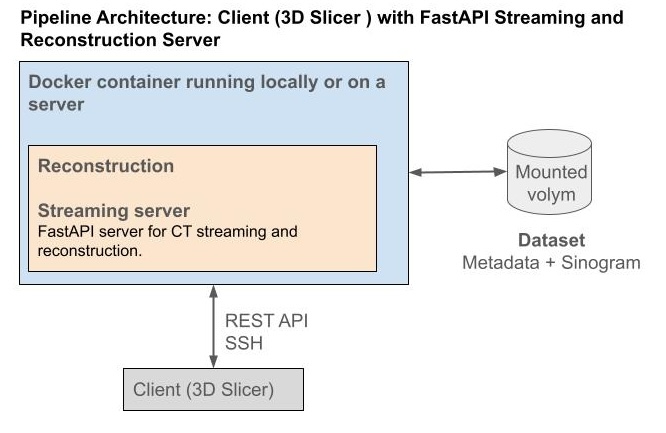 Pipeline Architecture: Client (3D Slicer ) with FastAPI Streaming and
Reconstruction Server
Docker container running locally or on a
server
Reconstruction
Streaming server
FastAPI server for CT streaming and
reconstruction.
Mounted
volym
Dataset
Metadata + Sinogram
REST API
SSH
Client (3D Slicer)